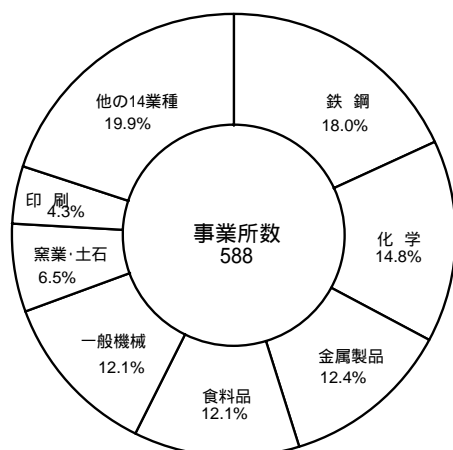 他の14業種
19.9%
鉄 鋼
18.0%
印 刷
4.3%
事業所数
588
化 学
14.8%
窯業･土石
6.5%
一般機械
12.1%
金属製品
12.4%
食料品
12.1%